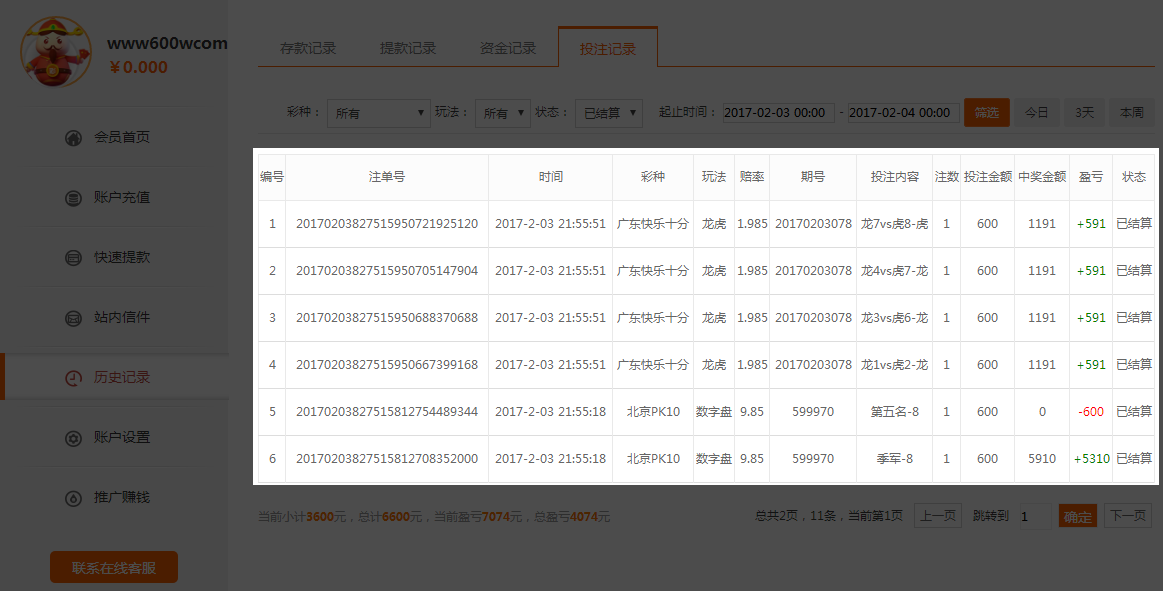 www600wcom
￥0.000
会员首页
账户充值
快速提款
站内信件
历史记录
账户设置
推广赚钱
联系在线客服
存款记录 提款记录 资金记录 投注记录
彩种： 所有 玩法： 所有 状态： 已结算 起止时间： 2017-02-03 00:00 - 2017-02-04 00:00 筛选 今日 3天 本周
编号 注单号 时间 彩种 玩法 赔率 期号 投注内容 注数 投注金额 中奖金额 盈亏 状态
1 20170203827515950721925120 2017-2-03 21:55:51 广东快乐十分 龙虎 1.985 20170203078 龙7vs虎8-虎 1 600 1191 +591 已结算
2 20170203827515950705147904 2017-2-03 21:55:51 广东快乐十分 龙虎 1.985 20170203078 龙4vs虎7-龙 1 600 1191 +591 已结算
3 20170203827515950688370688 2017-2-03 21:55:51 广东快乐十分 龙虎 1.985 20170203078 龙3vs虎6-龙 1 600 1191 +591 已结算
4 20170203827515950667399168 2017-2-03 21:55:51 广东快乐十分 龙虎 1.985 20170203078 龙1vs虎2-龙 1 600 1191 +591 已结算
5 20170203827515812754489344 2017-2-03 21:55:18 北京PK10 数字盘 9.85 599970 第五名-8 1 600 0 -600 已结算
6 20170203827515812708352000 2017-2-03 21:55:18 北京PK10 数字盘 9.85 599970 季军-8 1 600 5910 +5310 已结算
当前小计3600元，总计6600元，当前盈亏7074元，总盈亏4074元 总共2页，11条，当前第1页 上一页 跳转到 1 确定 下一页